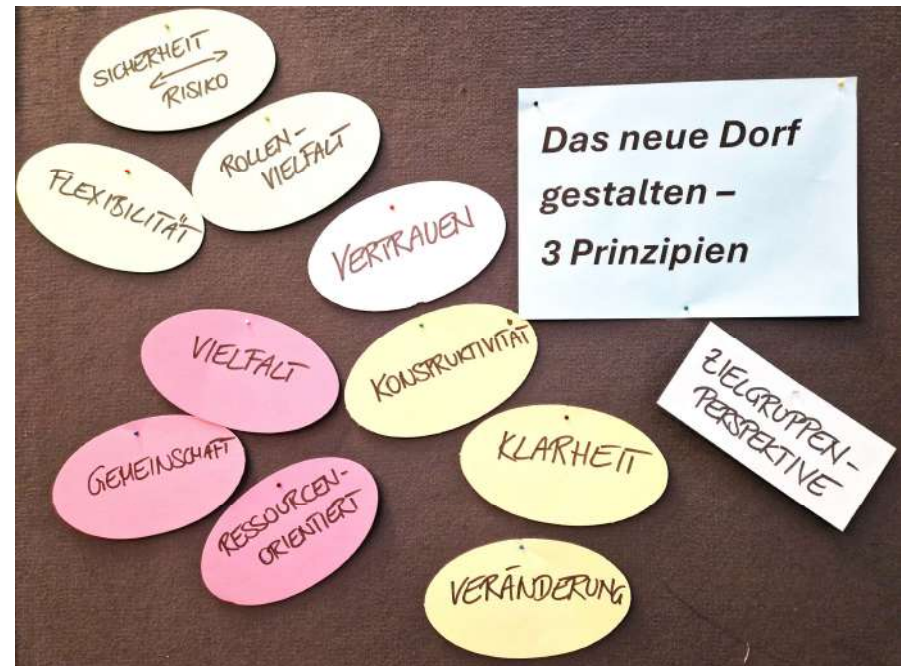 SICHERHEIT
RISIKO
ROLLEN-
VIELFALT
FLEXIBILITÄT
VERTRAUEN
Das neue Dorf
gestalten –
3 Prinzipien
VIELFALT
KONSTRUKTIVITÄT
GEMEINSCHAFT
RESSOURCEN-
ORIENTIERT
KLARHEIT
ZIELGRUPPEN-
PERSPEKTIVE
VERÄNDERUNG